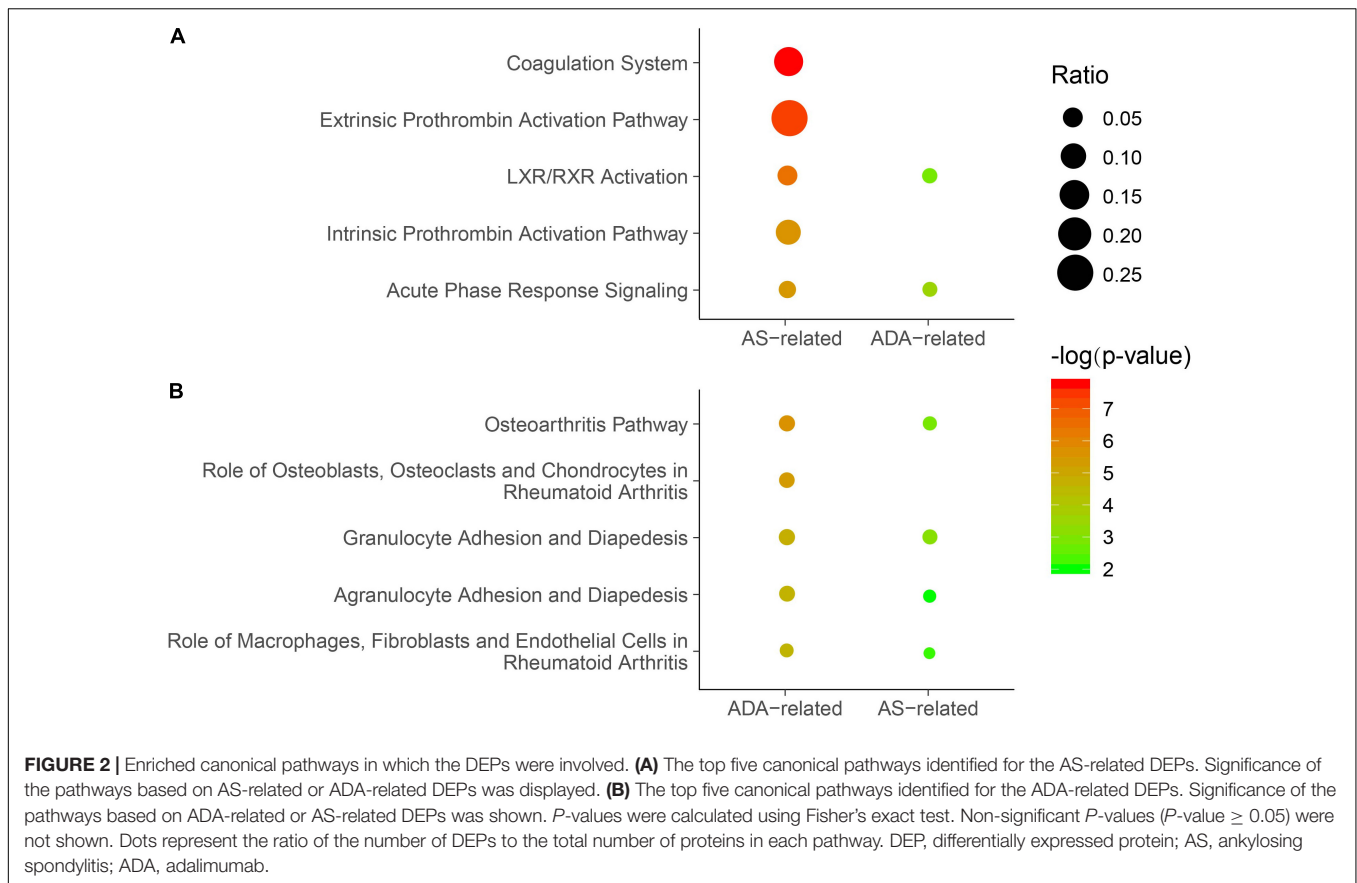 A
Coagulation System
Extrinsic Prothrombin Activation Pathway
LXR/RXR Activation
Intrinsic Prothrombin Activation Pathway
Acute Phase Response Signaling
AS−related
ADA−related
B
Osteoarthritis Pathway
Role of Osteoblasts, Osteoclasts and Chondrocytes in
Rheumatoid Arthritis
Granulocyte Adhesion and Diapedesis
Agranulocyte Adhesion and Diapedesis
Role of Macrophages, Fibroblasts and Endothelial Cells in
Rheumatoid Arthritis
ADA−related
AS−related
Ratio
0.05
0.10
0.15
0.20
0.25
-log(p-value)
7
6
5
4
3
2
FIGURE 2 | Enriched canonical pathways in which the DEPs were involved. (A) The top five canonical pathways identified for the AS-related DEPs. Significance of
the pathways based on AS-related or ADA-related DEPs was displayed. (B) The top five canonical pathways identified for the ADA-related DEPs. Significance of the
pathways based on ADA-related or AS-related DEPs was shown. P-values were calculated using Fisher's exact test. Non-significant P-values (P-value ≥ 0.05) were
not shown. Dots represent the ratio of the number of DEPs to the total number of proteins in each pathway. DEP, differentially expressed protein; AS, ankylosing
spondylitis; ADA, adalimumab.